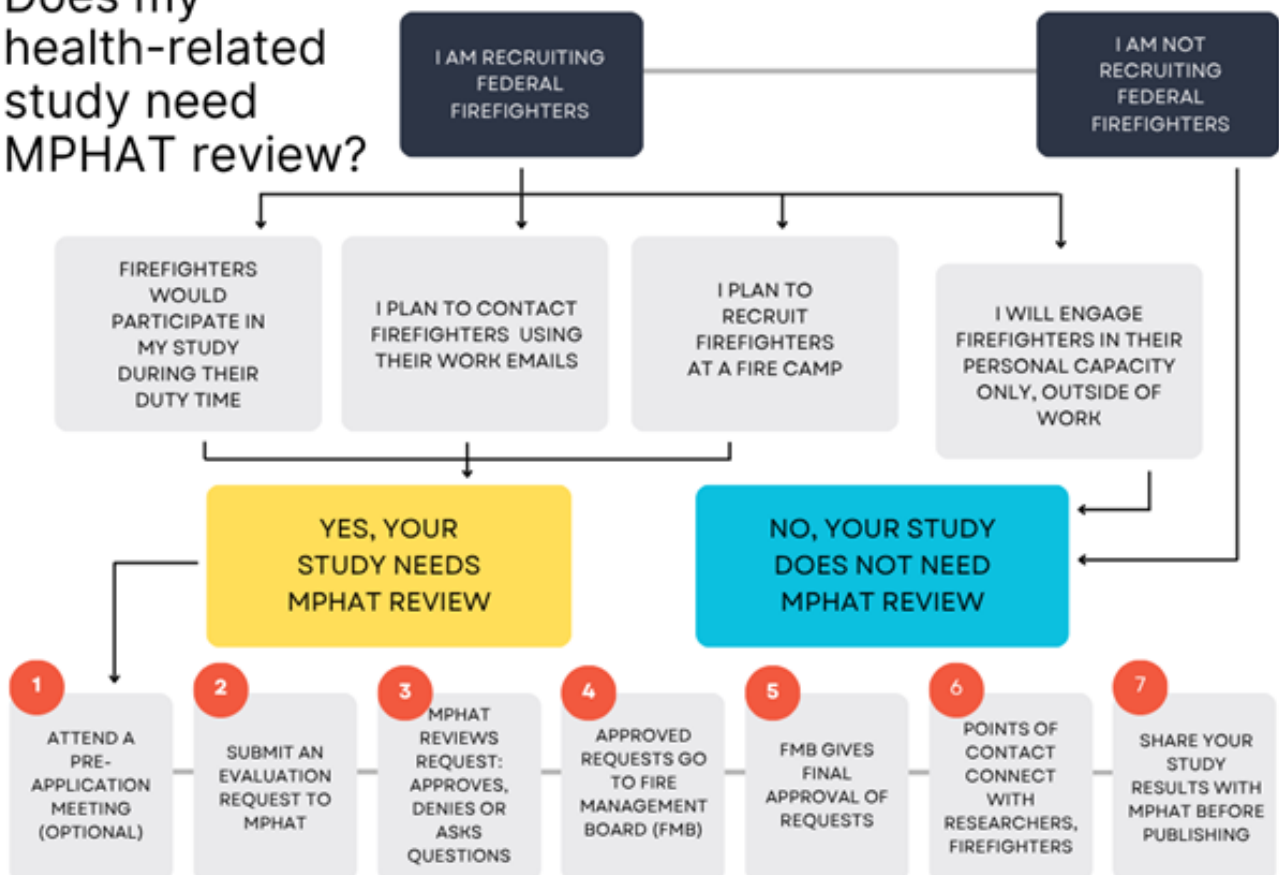 Does my
health-related
study need
MPHAT review?
I AM RECRUITING
FEDERAL
FIREFIGHTERS
I AM NOT
RECRUITING
FEDERAL
FIREFIGHTERS
FIREFIGHTERS
WOULD
PARTICIPATE IN
MY STUDY
DURING THEIR
DUTY TIME
I PLAN TO CONTACT
FIREFIGHTERS USING
THEIR WORK EMAILS
I PLAN TO
RECRUIT
FIREFIGHTERS
AT A FIRE CAMP
I WILL ENGAGE
FIREFIGHTERS IN THEIR
PERSONAL CAPACITY
ONLY, OUTSIDE OF
WORK
YES, YOUR
STUDY NEEDS
MPHAT REVIEW
NO, YOUR STUDY
DOES NOT NEED
MPHAT REVIEW
1
ATTEND A
PRE-
APPLICATION
MEETING
(OPTIONAL)
2
SUBMIT AN
EVALUATION
REQUEST TO
MPHAT
3
MPHAT
REVIEWS
REQUEST:
APPROVES,
DENIES OR
ASKS
QUESTIONS
4
APPROVED
REQUESTS GO
TO FIRE
MANAGEMENT
BOARD (FMB)
5
FMB GIVES
FINAL
APPROVAL OF
REQUESTS
6
POINTS OF
CONTACT
CONNECT
WITH
RESEARCHERS,
FIREFIGHTERS
7
SHARE YOUR
STUDY
RESULTS WITH
MPHAT BEFORE
PUBLISHING